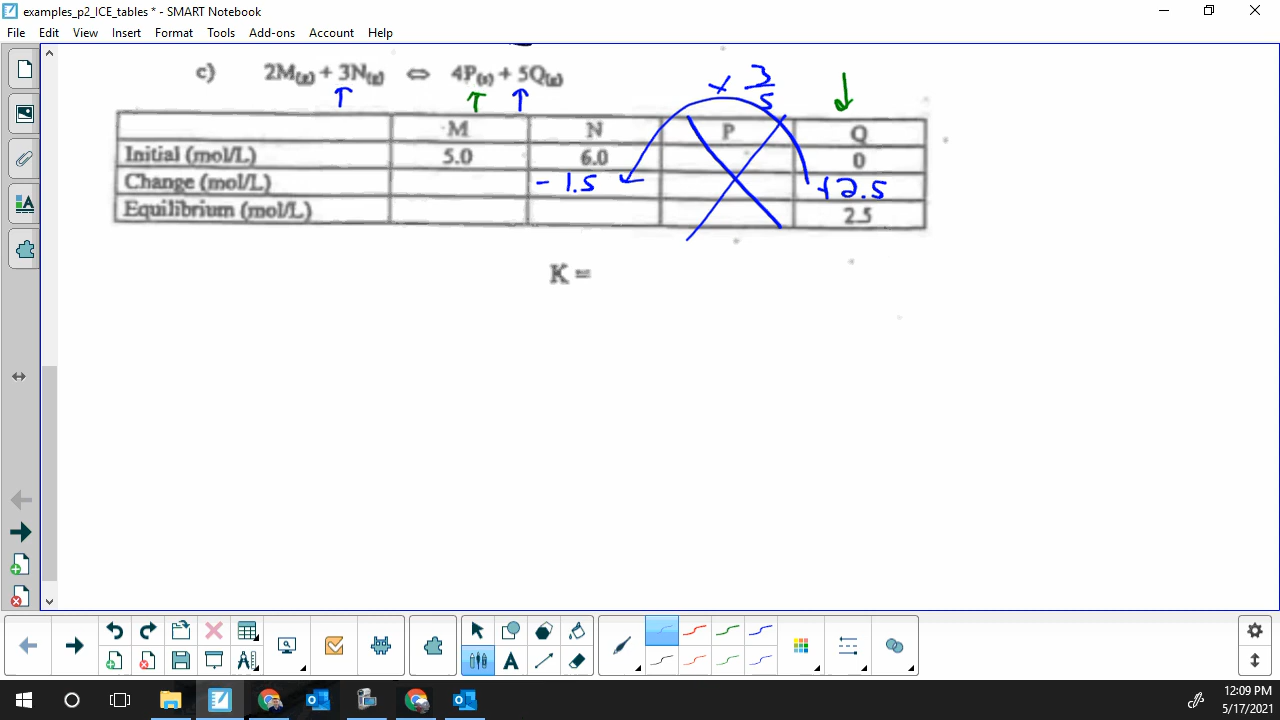 examples_p2_ICE_tables * - SMART Notebook
File Edit View Insert Format Tools Add-ons Account Help
c) 2M(g) + 3N(g) ⇔ 4P(s) + 5Q(g)
↑ ↑ ↑ + 3/5 ↓
M N P Q
Initial (mol/L) 5.0 6.0 0
Change (mol/L) - 1.5 +2.5
Equilibrium (mol/L) 2.5
K =
12:09 PM
5/17/2021